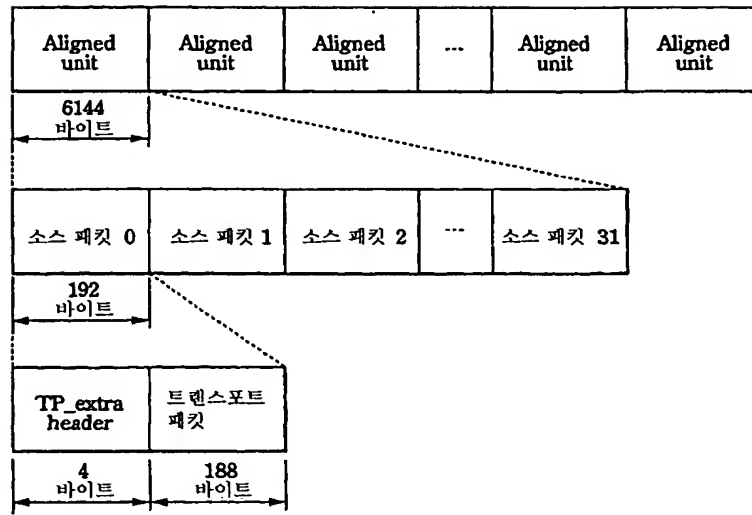 Aligned unit Aligned unit Aligned unit ... Aligned unit Aligned unit
6144
바이트
소스 패킷 0 소스 패킷 1 소스 패킷 2 ... 소스 패킷 31
192
바이트
TP_extra header 트랜스포트 패킷
4 188
바이트 바이트